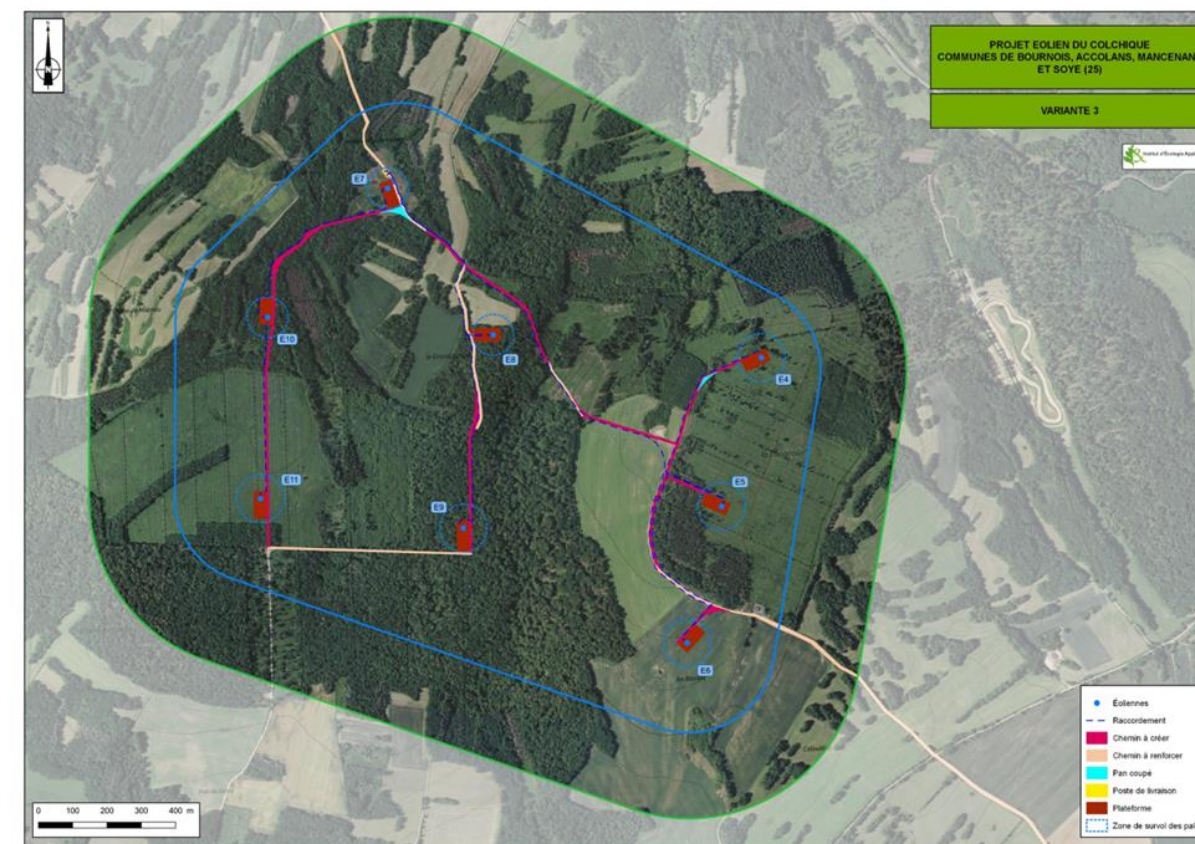 N
PROJET EOLIEN DU COLCHIQUE
COMMUNES DE BOURNOIS, ACCOLANS, MANCENAN
ET SOYE (25)
VARIANTE 3
E7
E10
E8
E4
E11
E9
E5
E6
Éoliennes
Raccordement
Chemin à créer
Chemin à renforcer
Pan coupé
Poste de livraison
Plateforme
Zone de survol des pal
0 100 200 300 400 m